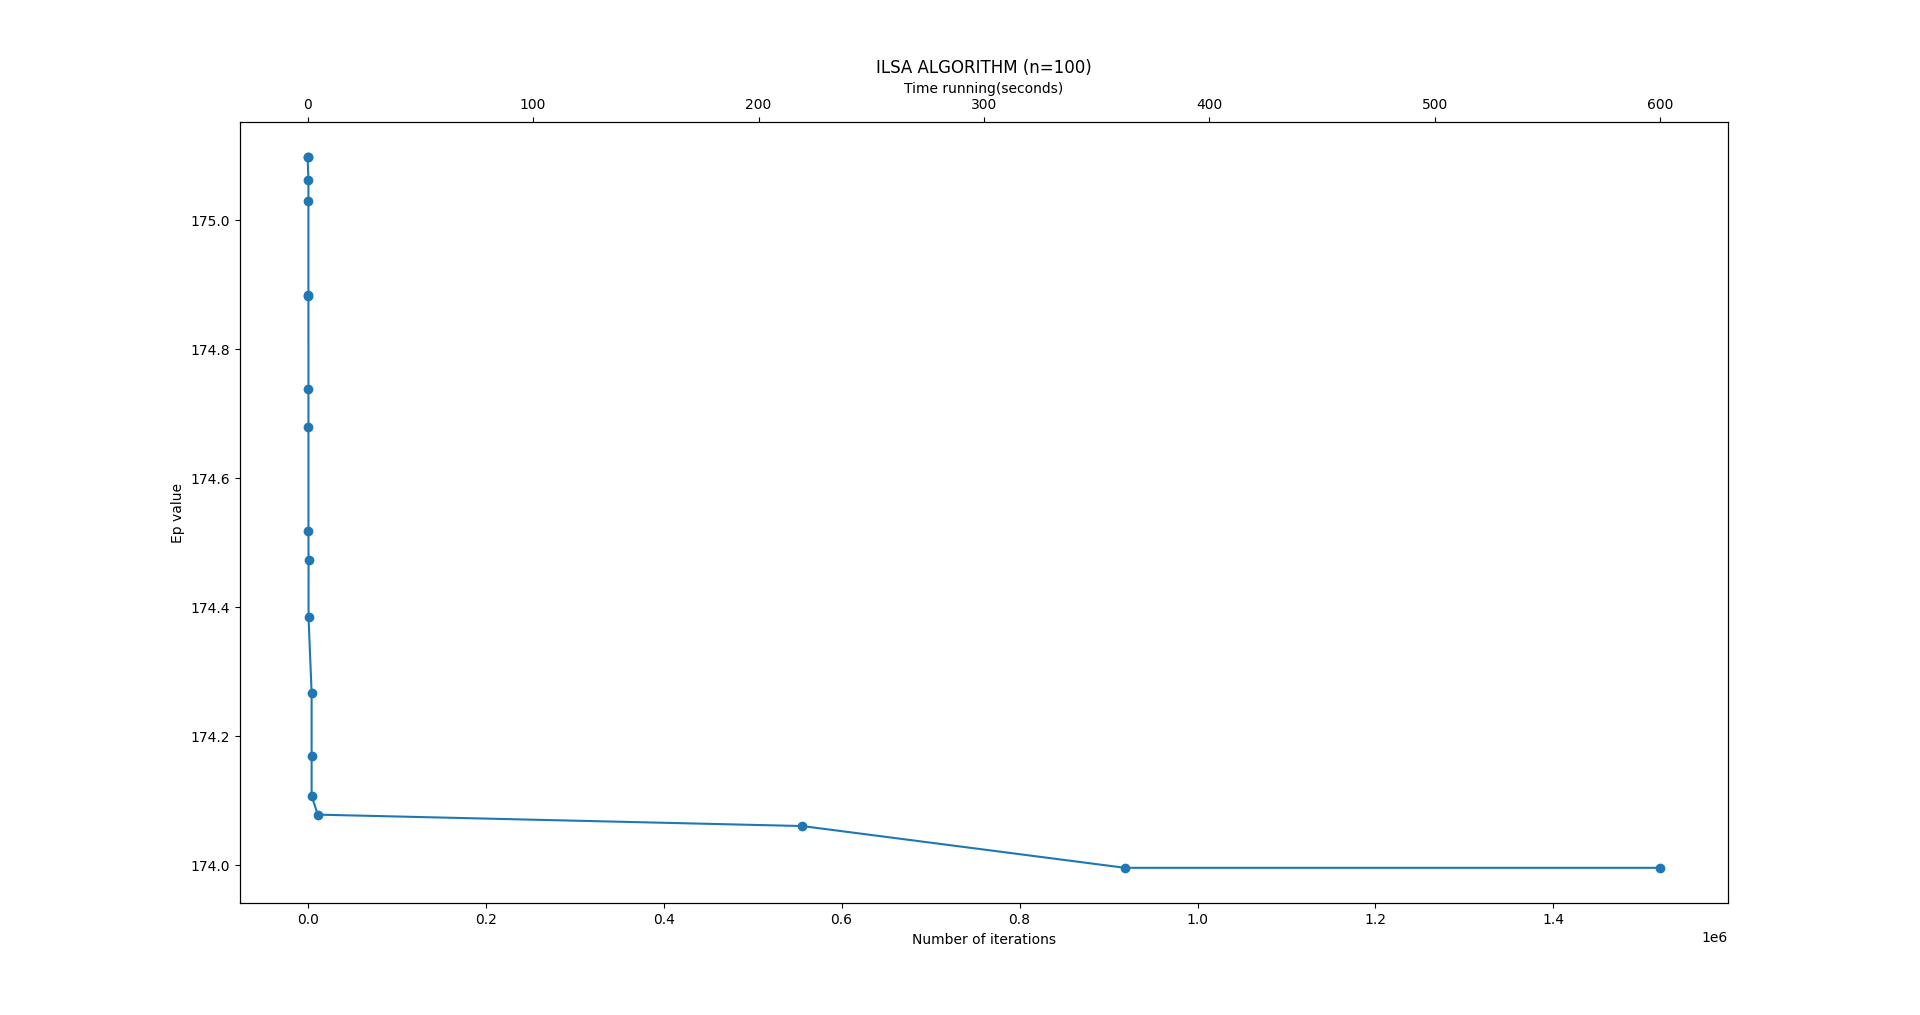 ILSA ALGORITHM (n=100)
Time running(seconds)
0 100 200 300 400 500 600
175.0
174.8
174.6
174.4
174.2
174.0
Ep value
0.0 0.2 0.4 0.6 0.8 1.0 1.2 1.4
1e6
Number of iterations